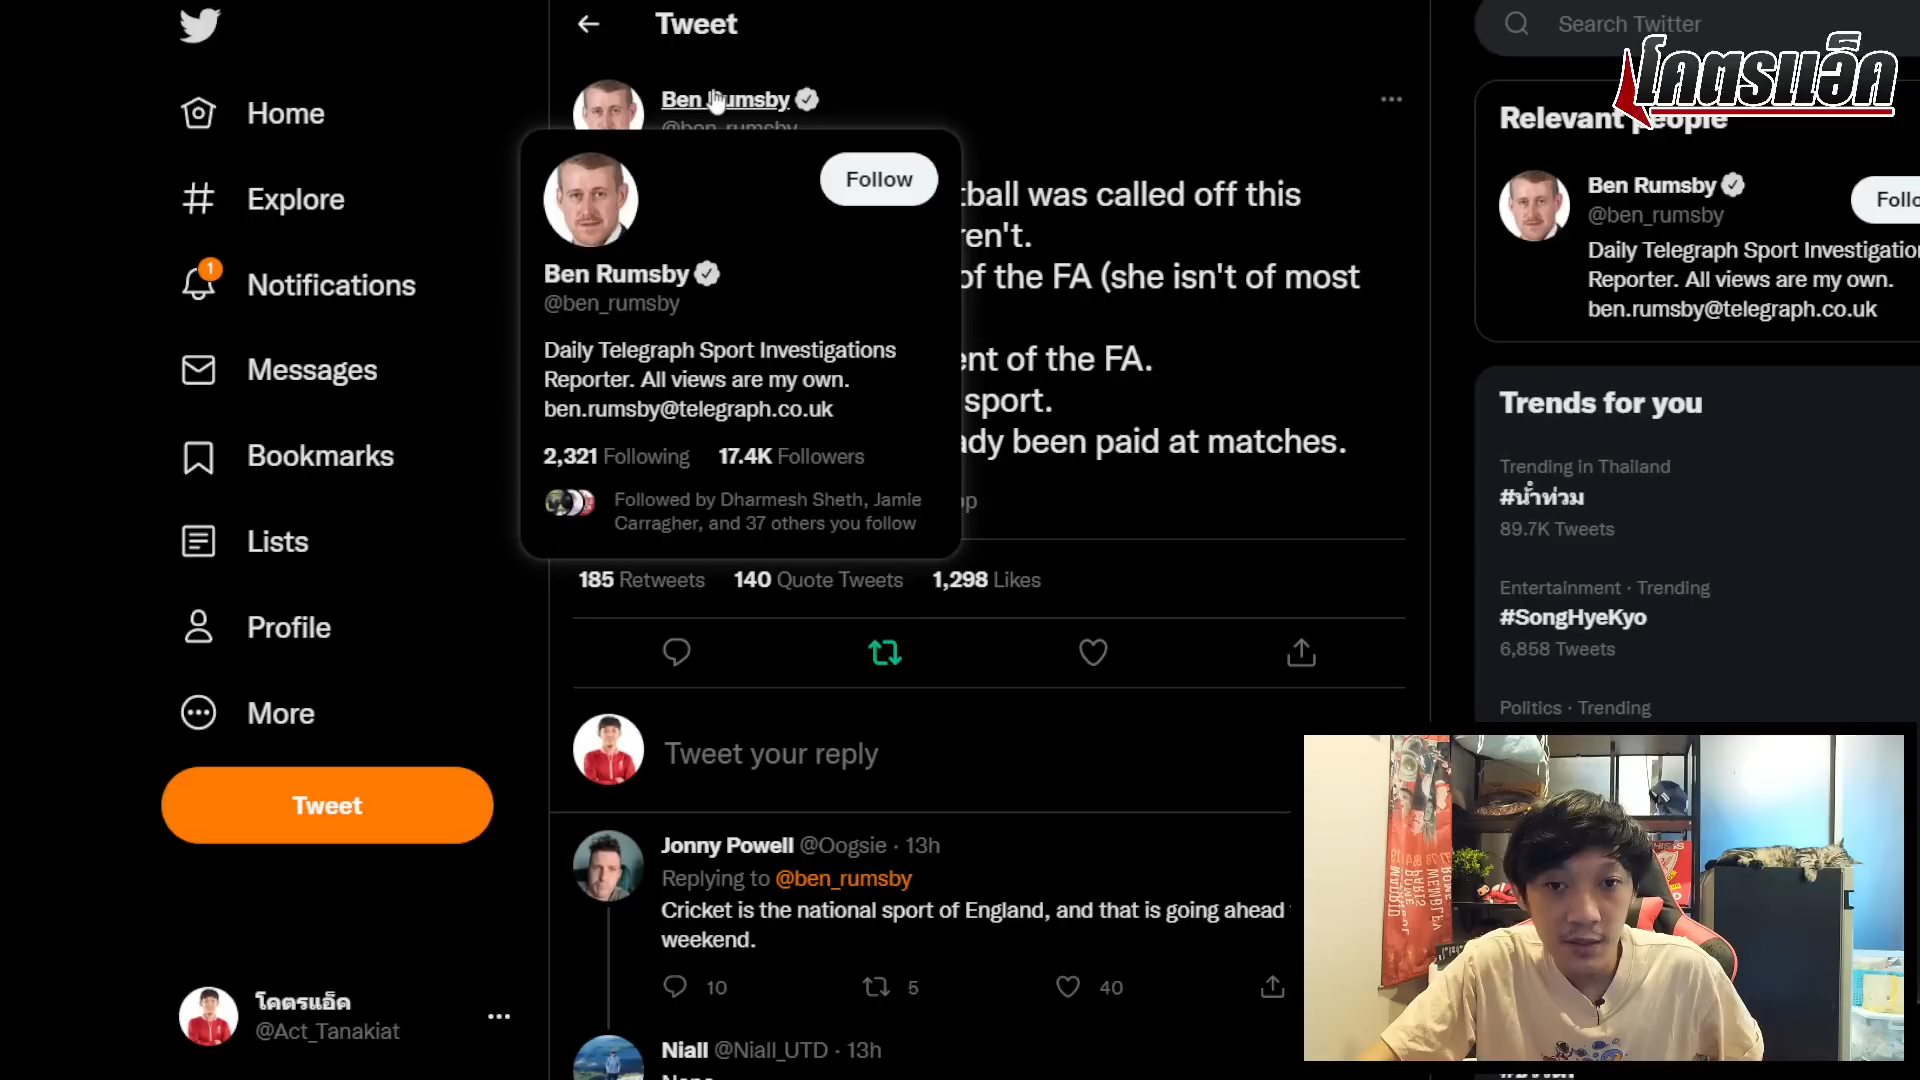 Home
Explore
1
Notifications
Messages
Bookmarks
Lists
Profile
More
Tweet
โคตรแอ็ค
@Act_Tanakiat
Tweet
Ben Rumsby
@ben_rumsby
tball was called off this
ren't.
of the FA (she isn't of most
ent of the FA.
sport.
ady been paid at matches.
Follow
Ben Rumsby
@ben_rumsby
Daily Telegraph Sport Investigations
Reporter. All views are my own.
ben.rumsby@telegraph.co.uk
2,321 Following 17.4K Followers
Followed by Dharmesh Sheth, Jamie
Carragher, and 37 others you follow
185 Retweets 140 Quote Tweets 1,298 Likes
Tweet your reply
Jonny Powell @Oogsie · 13h
Replying to @ben_rumsby
Cricket is the national sport of England, and that is going ahead
weekend.
10 5 40
Niall @Niall_UTD · 13h
Search Twitter
โคตรแอ็ค
Relevant people
Ben Rumsby
@ben_rumsby
Follo
Daily Telegraph Sport Investigation
Reporter. All views are my own.
ben.rumsby@telegraph.co.uk
Trends for you
Trending in Thailand
#น้ำท่วม
89.7K Tweets
Entertainment · Trending
#SongHyeKyo
6,858 Tweets
Politics · Trending